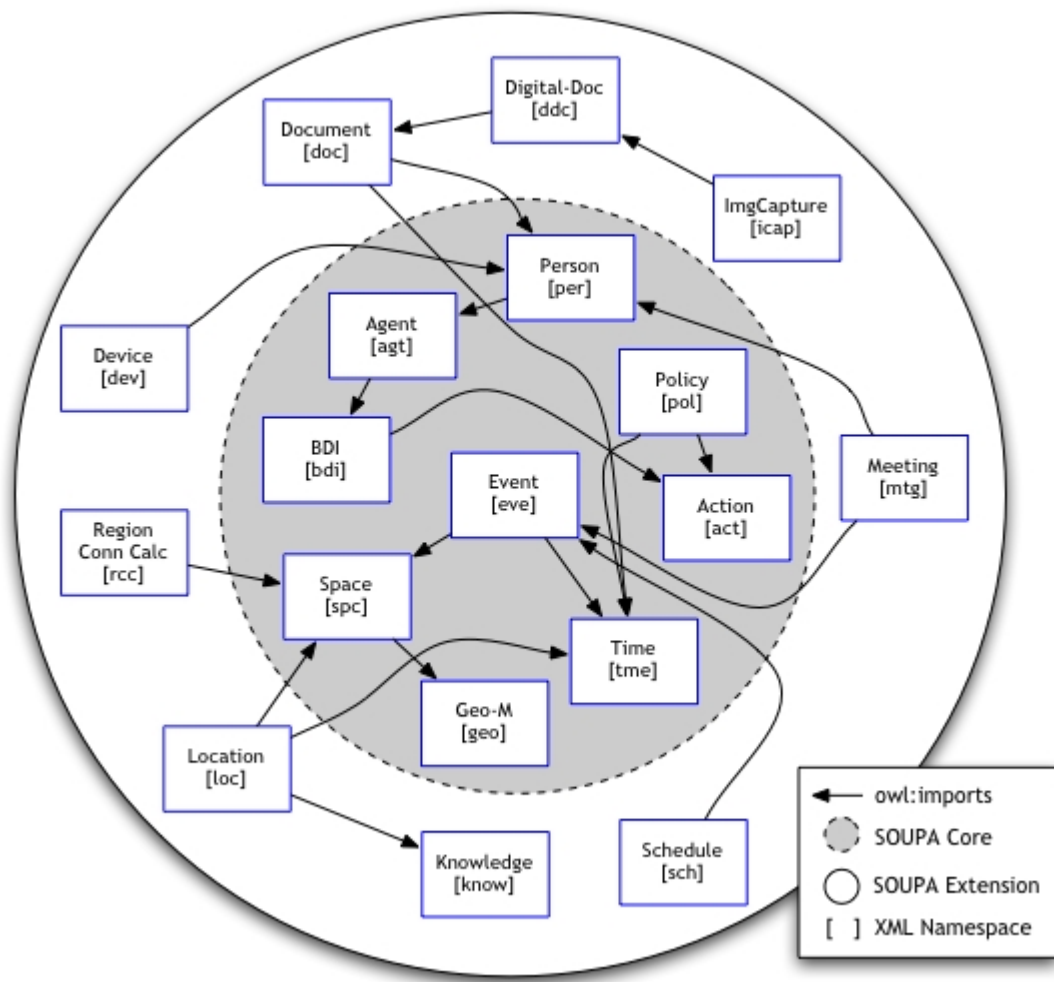 Digital-Doc
[ddc]
Document
[doc]
ImgCapture
[icap]
Person
[per]
Agent
[agt]
Device
[dev]
Policy
[pol]
BDI
[bdi]
Event
[eve]
Action
[act]
Meeting
[mtg]
Region
Conn Calc
[rcc]
Space
[spc]
Time
[tme]
Geo-M
[geo]
Location
[loc]
Knowledge
[know]
Schedule
[sch]
owl:imports
SOUPA Core
SOUPA Extension
[ ] XML Namespace